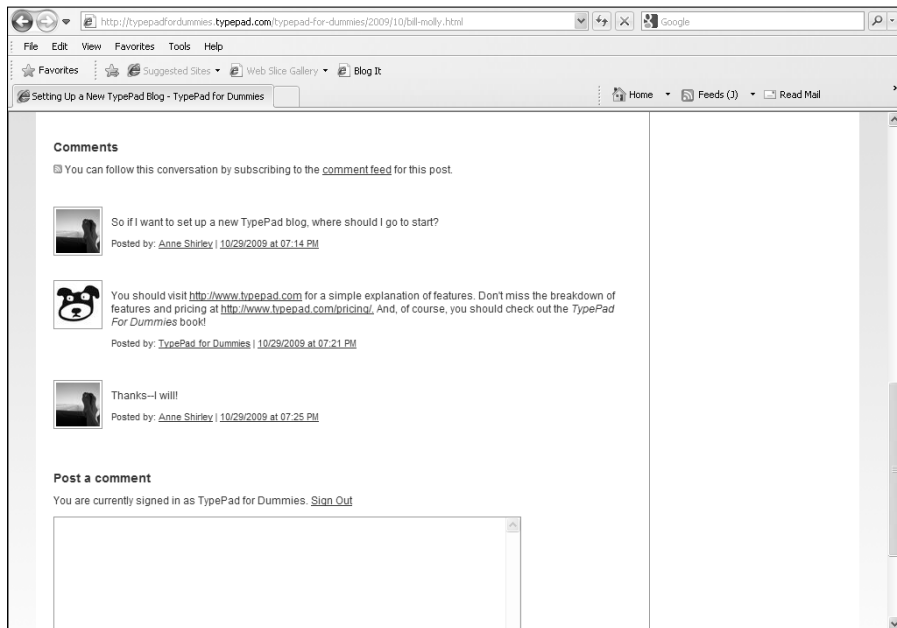 http://typepadfordummies.typepad.com/typepad-for-dummies/2009/10/bill-molly.html
Google
File Edit View Favorites Tools Help
Favorites Suggested Sites Web Slice Gallery Blog It
Setting Up a New TypePad Blog - TypePad for Dummies
Home Feeds (J) Read Mail
»
Comments
You can follow this conversation by subscribing to the comment feed for this post.
So if I want to set up a new TypePad blog, where should I go to start?
Posted by: Anne Shirley | 10/29/2009 at 07:14 PM
You should visit http://www.typepad.com for a simple explanation of features. Don't miss the breakdown of
features and pricing at http://www.typepad.com/pricing/. And, of course, you should check out the TypePad
For Dummies book!
Posted by: TypePad for Dummies | 10/29/2009 at 07:21 PM
Thanks--I will!
Posted by: Anne Shirley | 10/29/2009 at 07:25 PM
Post a comment
You are currently signed in as TypePad for Dummies. Sign Out